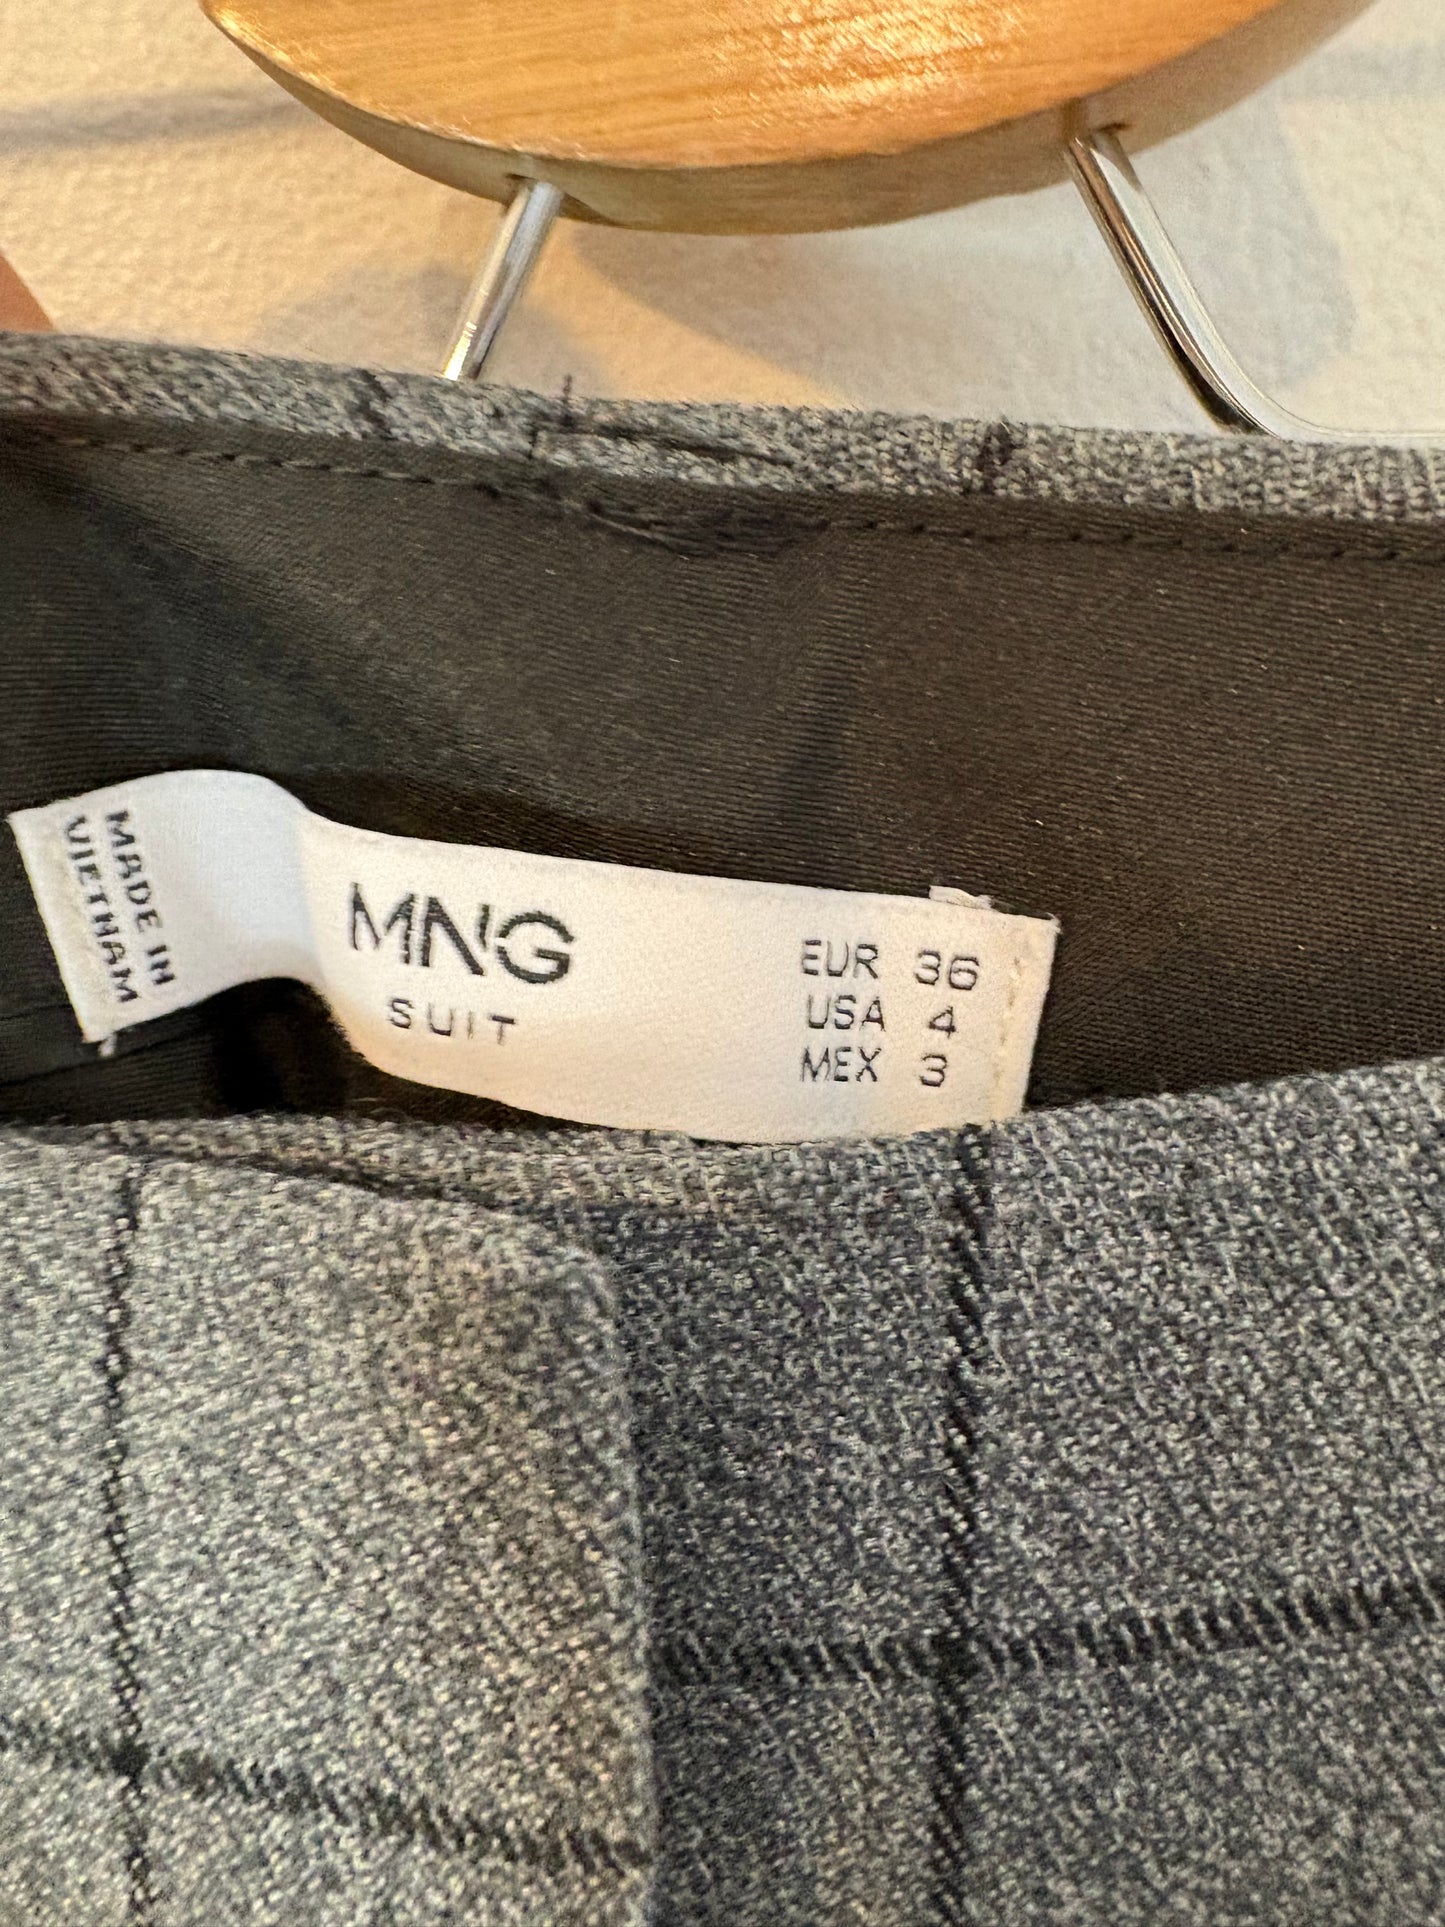 MADE IN
VIETNAM
MNG
SUIT
EUR 36
USA 4
MEX 3